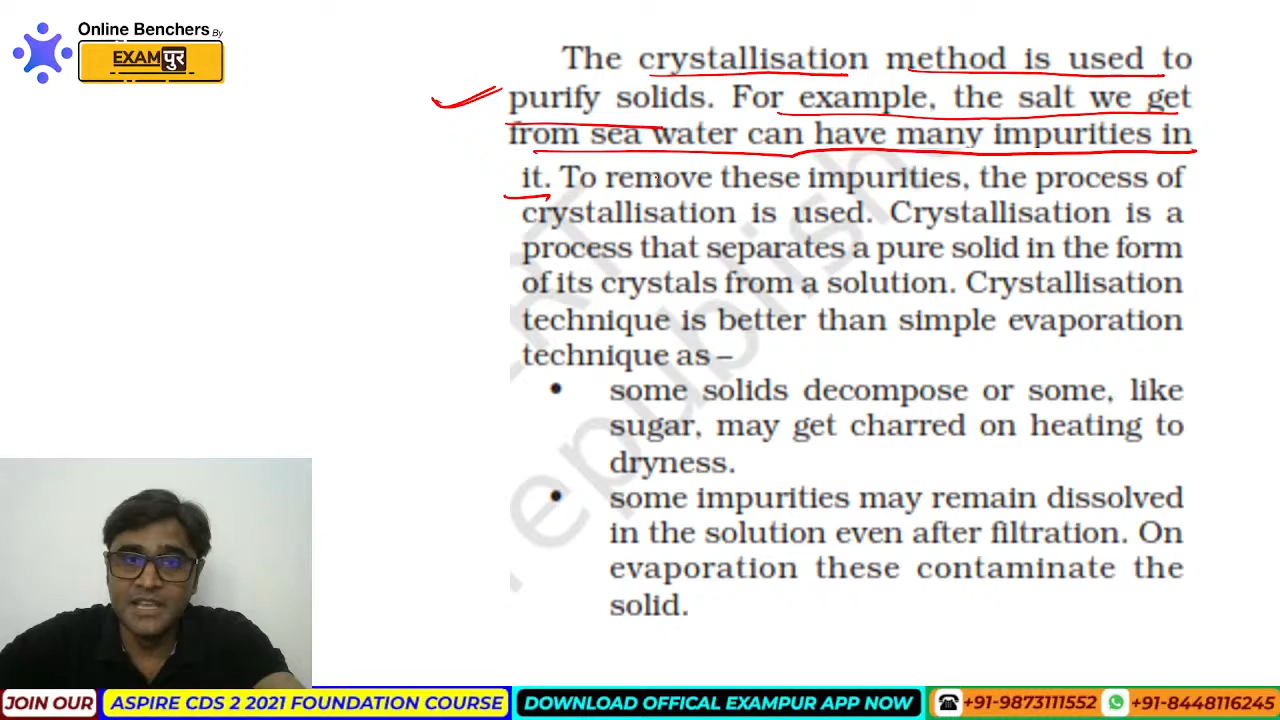 Online Benchers By
EXAMपुर
The crystallisation method is used to
purify solids. For example, the salt we get
from sea water can have many impurities in
it. To remove these impurities, the process of
crystallisation is used. Crystallisation is a
process that separates a pure solid in the form
of its crystals from a solution. Crystallisation
technique is better than simple evaporation
technique as –
• some solids decompose or some, like
sugar, may get charred on heating to
dryness.
• some impurities may remain dissolved
in the solution even after filtration. On
evaporation these contaminate the
solid.
JOIN OUR ASPIRE CDS 2 2021 FOUNDATION COURSE DOWNLOAD OFFICAL EXAMPUR APP NOW +91-9873111552 +91-8448116245